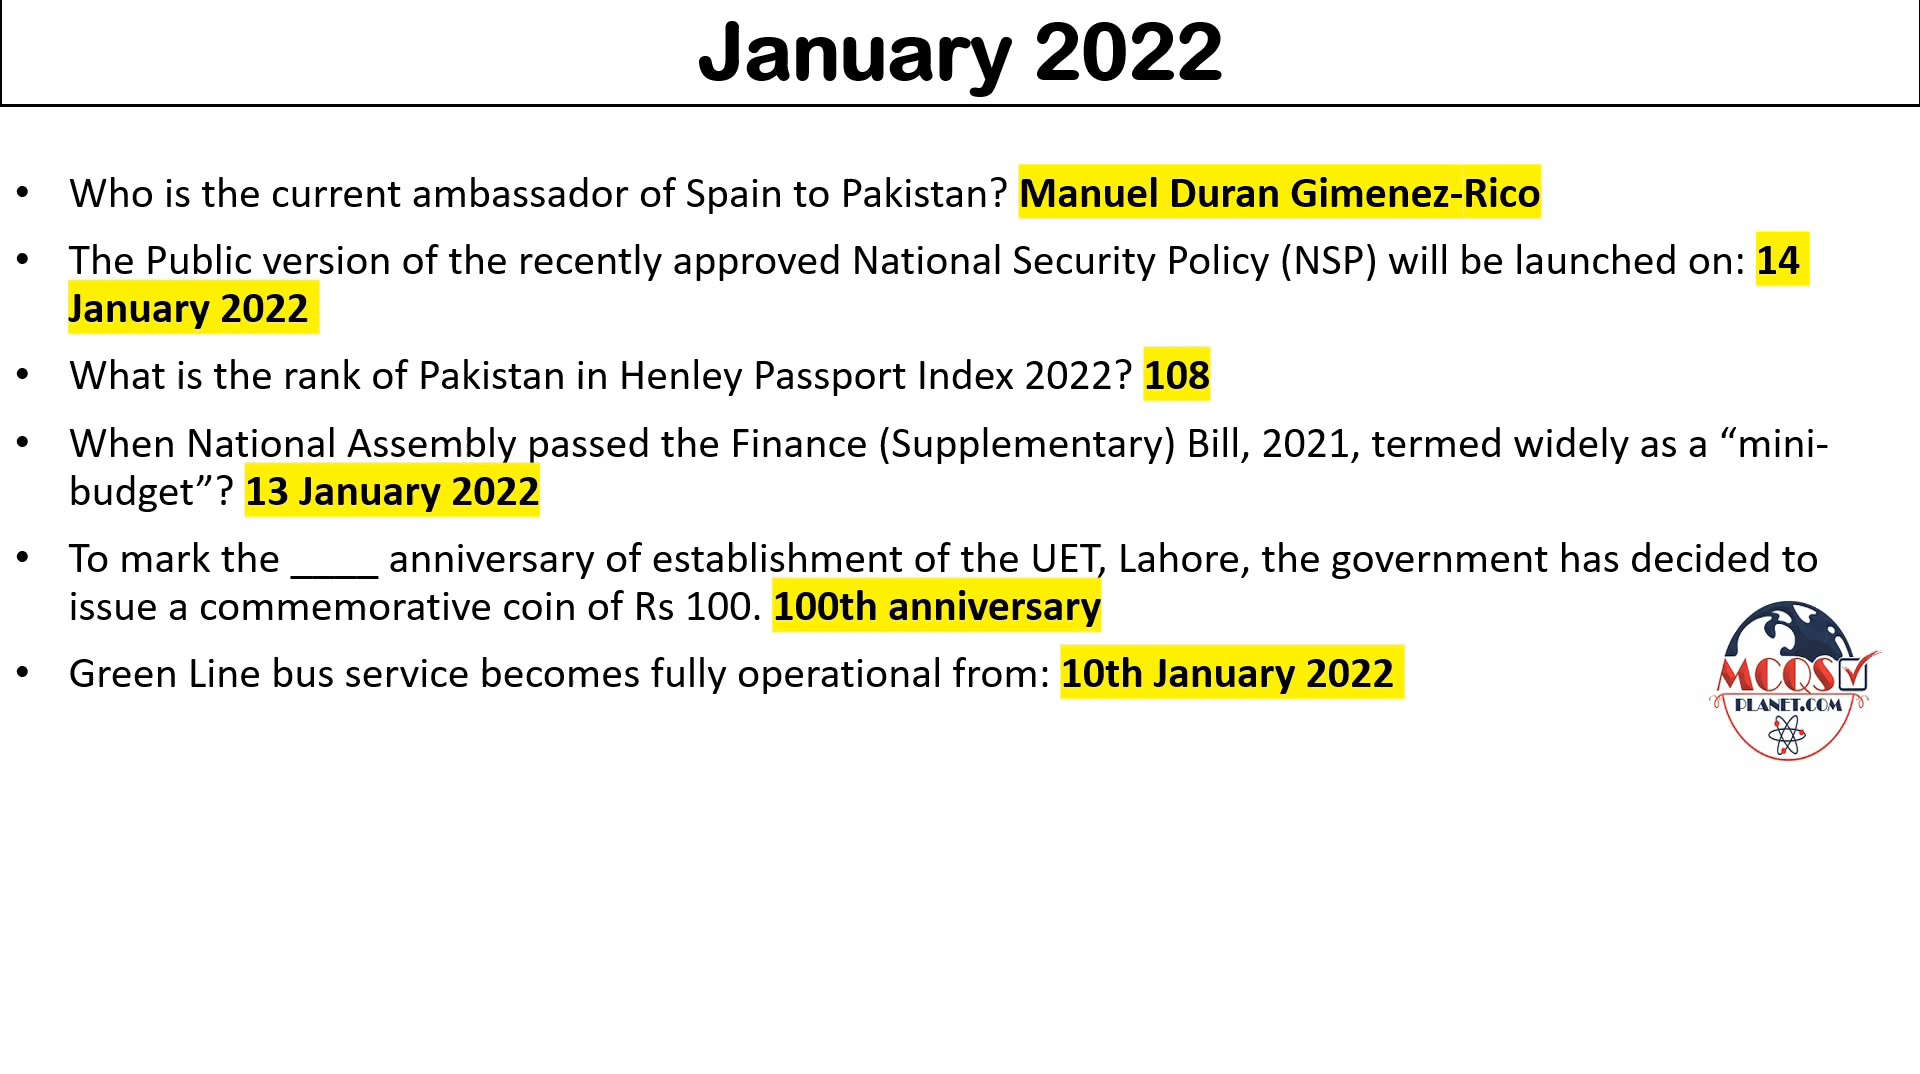 January 2022
• Who is the current ambassador of Spain to Pakistan? Manuel Duran Gimenez-Rico
• The Public version of the recently approved National Security Policy (NSP) will be launched on: 14
January 2022
• What is the rank of Pakistan in Henley Passport Index 2022? 108
• When National Assembly passed the Finance (Supplementary) Bill, 2021, termed widely as a “mini-
budget”? 13 January 2022
• To mark the ____ anniversary of establishment of the UET, Lahore, the government has decided to
issue a commemorative coin of Rs 100. 100th anniversary
• Green Line bus service becomes fully operational from: 10th January 2022
MCQS
PLANET.COM